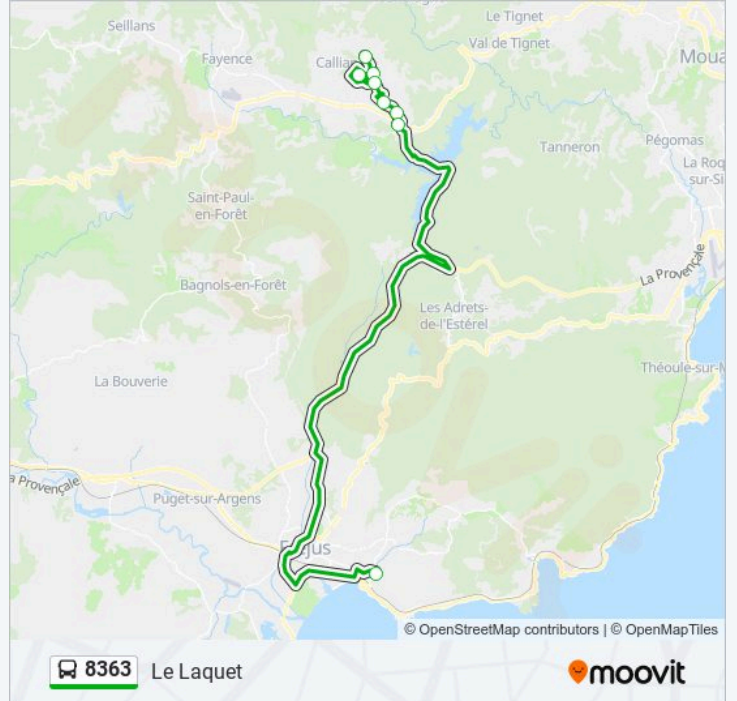 Le Tignet
Seillans
Val de Tignet
Fayence
Callian
Moua
Pégomas
Tanneron
La Roq
sur-Si
Saint-Paul-
en-Forêt
La Provençale
Bagnols-en-Forêt
Les Adrets-
de-l'Estérel
Théoule-sur-M
La Bouverie
a Provençale
Puget-sur-Argens
Fréjus
© OpenStreetMap contributors | © OpenMapTiles
8363 Le Laquet
moovit